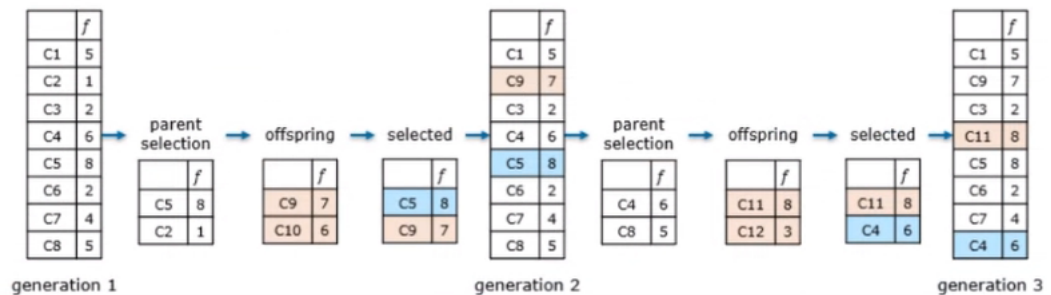 f
C1 5
C2 1
C3 2
C4 6
C5 8
C6 2
C7 4
C8 5
generation 1
parent
selection
f
C5 8
C2 1
offspring
f
C9 7
C10 6
selected
f
C5 8
C9 7
f
C1 5
C9 7
C3 2
C4 6
C5 8
C6 2
C7 4
C8 5
generation 2
parent
selection
f
C4 6
C8 5
offspring
f
C11 8
C12 3
selected
f
C11 8
C4 6
f
C1 5
C9 7
C3 2
C11 8
C5 8
C6 2
C7 4
C4 6
generation 3